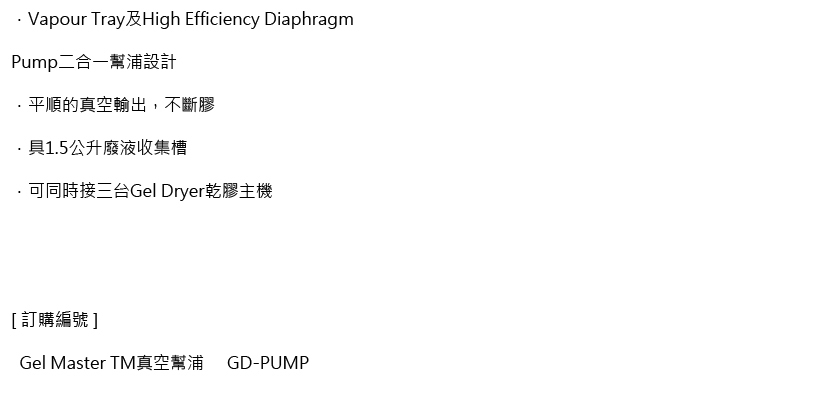 ．Vapour Tray及High Efficiency Diaphragm
Pump二合一幫浦設計
．平順的真空輸出，不斷膠
．具1.5公升廢液收集槽
．可同時接三台Gel Dryer乾膠主機
[ 訂購編號 ]
Gel Master TM真空幫浦 GD-PUMP